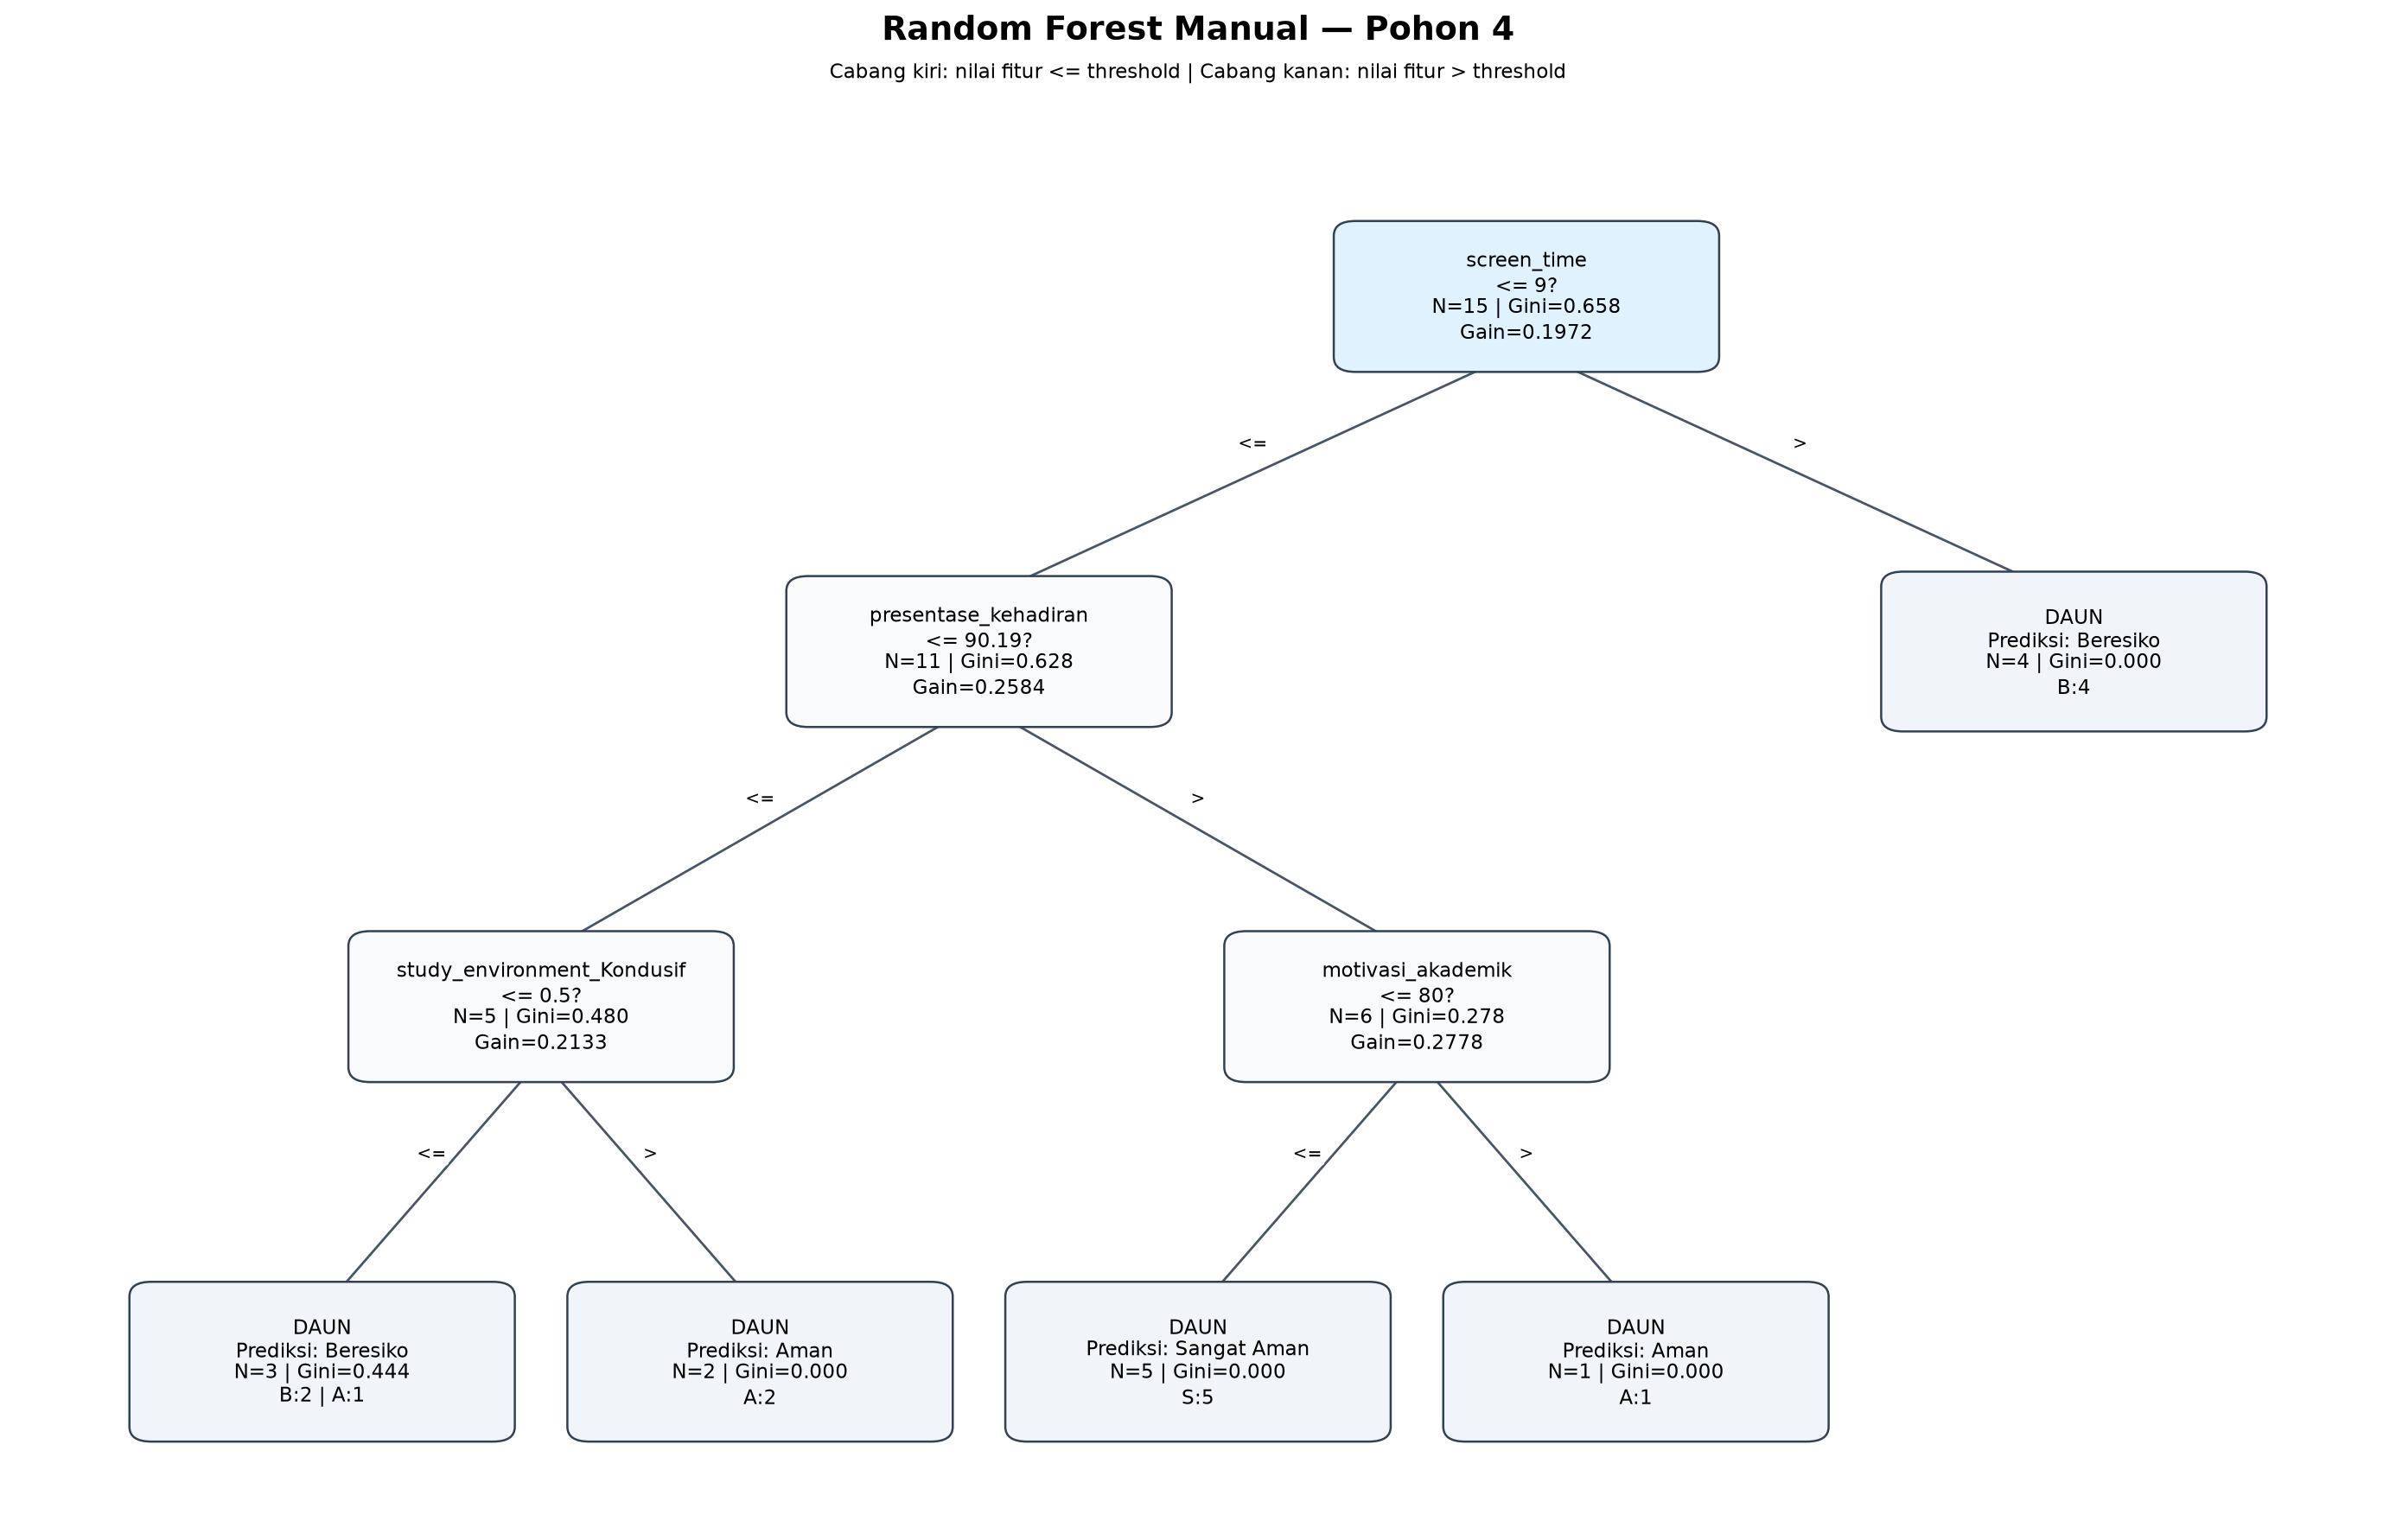 Random Forest Manual — Pohon 4
Cabang kiri: nilai fitur <= threshold | Cabang kanan: nilai fitur > threshold
screen_time
<= 9?
N=15 | Gini=0.658
Gain=0.1972
<=
>
presentase_kehadiran
<= 90.19?
N=11 | Gini=0.628
Gain=0.2584
DAUN
Prediksi: Beresiko
N=4 | Gini=0.000
B:4
<=
>
study_environment_Kondusif
<= 0.5?
N=5 | Gini=0.480
Gain=0.2133
motivasi_akademik
<= 80?
N=6 | Gini=0.278
Gain=0.2778
<=
>
<=
>
DAUN
Prediksi: Beresiko
N=3 | Gini=0.444
B:2 | A:1
DAUN
Prediksi: Aman
N=2 | Gini=0.000
A:2
DAUN
Prediksi: Sangat Aman
N=5 | Gini=0.000
S:5
DAUN
Prediksi: Aman
N=1 | Gini=0.000
A:1